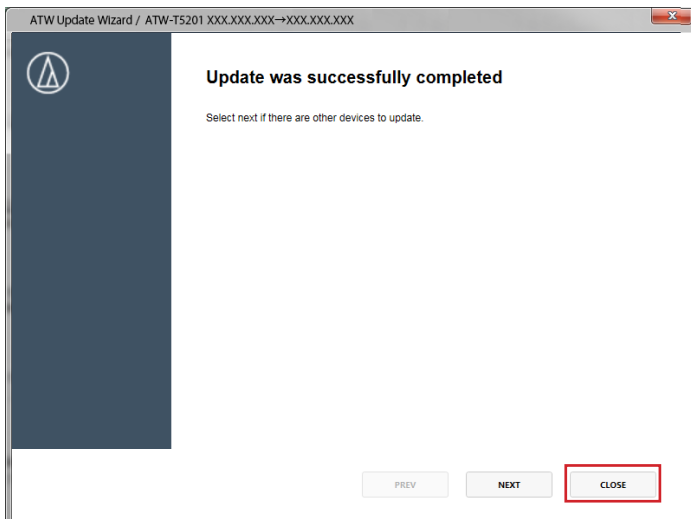 ATW Update Wizard / ATW-T5201 XXX.XXX.XXX→XXX.XXX.XXX
Update was successfully completed
Select next if there are other devices to update.
PREV
NEXT
CLOSE